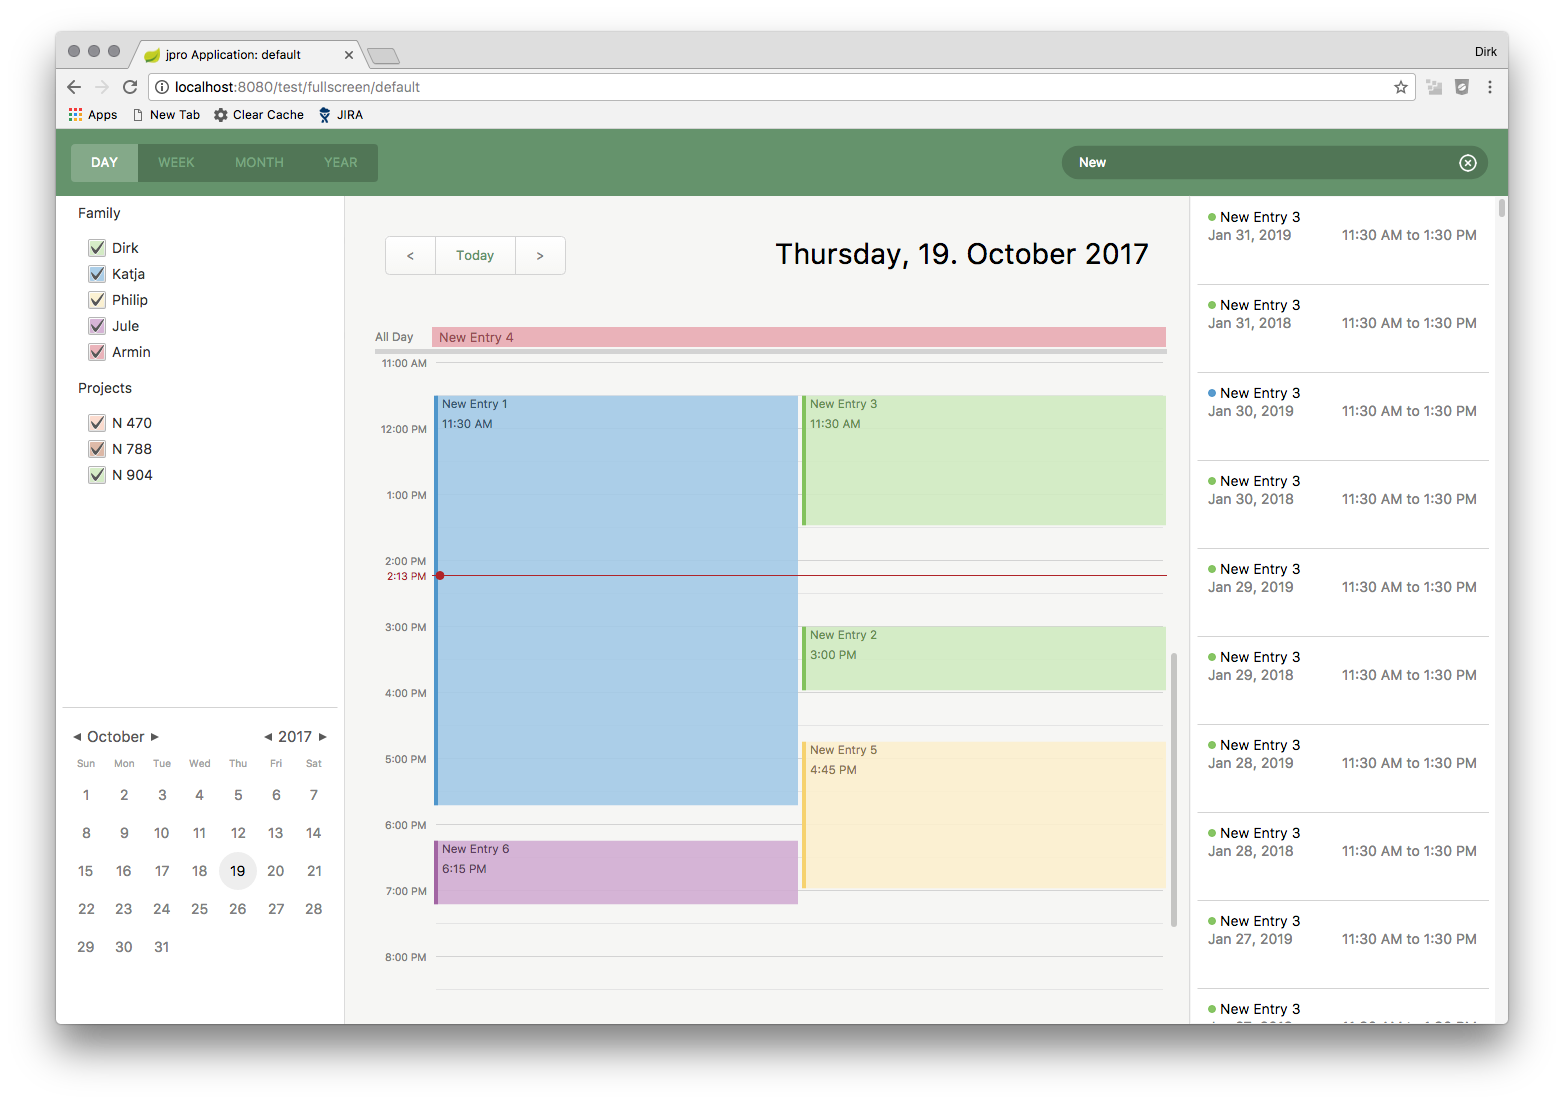 jpro Application: default
Dirk
localhost:8080/test/fullscreen/default
Apps New Tab Clear Cache JIRA
DAY WEEK MONTH YEAR
New
Family
Dirk
Katja
Philip
Jule
Armin
Projects
N 470
N 788
N 904
October 2017
Sun Mon Tue Wed Thu Fri Sat
1 2 3 4 5 6 7
8 9 10 11 12 13 14
15 16 17 18 19 20 21
22 23 24 25 26 27 28
29 30 31
< Today >
Thursday, 19. October 2017
All Day New Entry 4
11:00 AM
New Entry 1
11:30 AM
New Entry 3
11:30 AM
12:00 PM
1:00 PM
2:00 PM
2:13 PM
3:00 PM
New Entry 2
3:00 PM
4:00 PM
New Entry 5
4:45 PM
5:00 PM
6:00 PM
New Entry 6
6:15 PM
7:00 PM
8:00 PM
New Entry 3
Jan 31, 2019 11:30 AM to 1:30 PM
New Entry 3
Jan 31, 2018 11:30 AM to 1:30 PM
New Entry 3
Jan 30, 2019 11:30 AM to 1:30 PM
New Entry 3
Jan 30, 2018 11:30 AM to 1:30 PM
New Entry 3
Jan 29, 2019 11:30 AM to 1:30 PM
New Entry 3
Jan 29, 2018 11:30 AM to 1:30 PM
New Entry 3
Jan 28, 2019 11:30 AM to 1:30 PM
New Entry 3
Jan 28, 2018 11:30 AM to 1:30 PM
New Entry 3
Jan 27, 2019 11:30 AM to 1:30 PM
New Entry 3